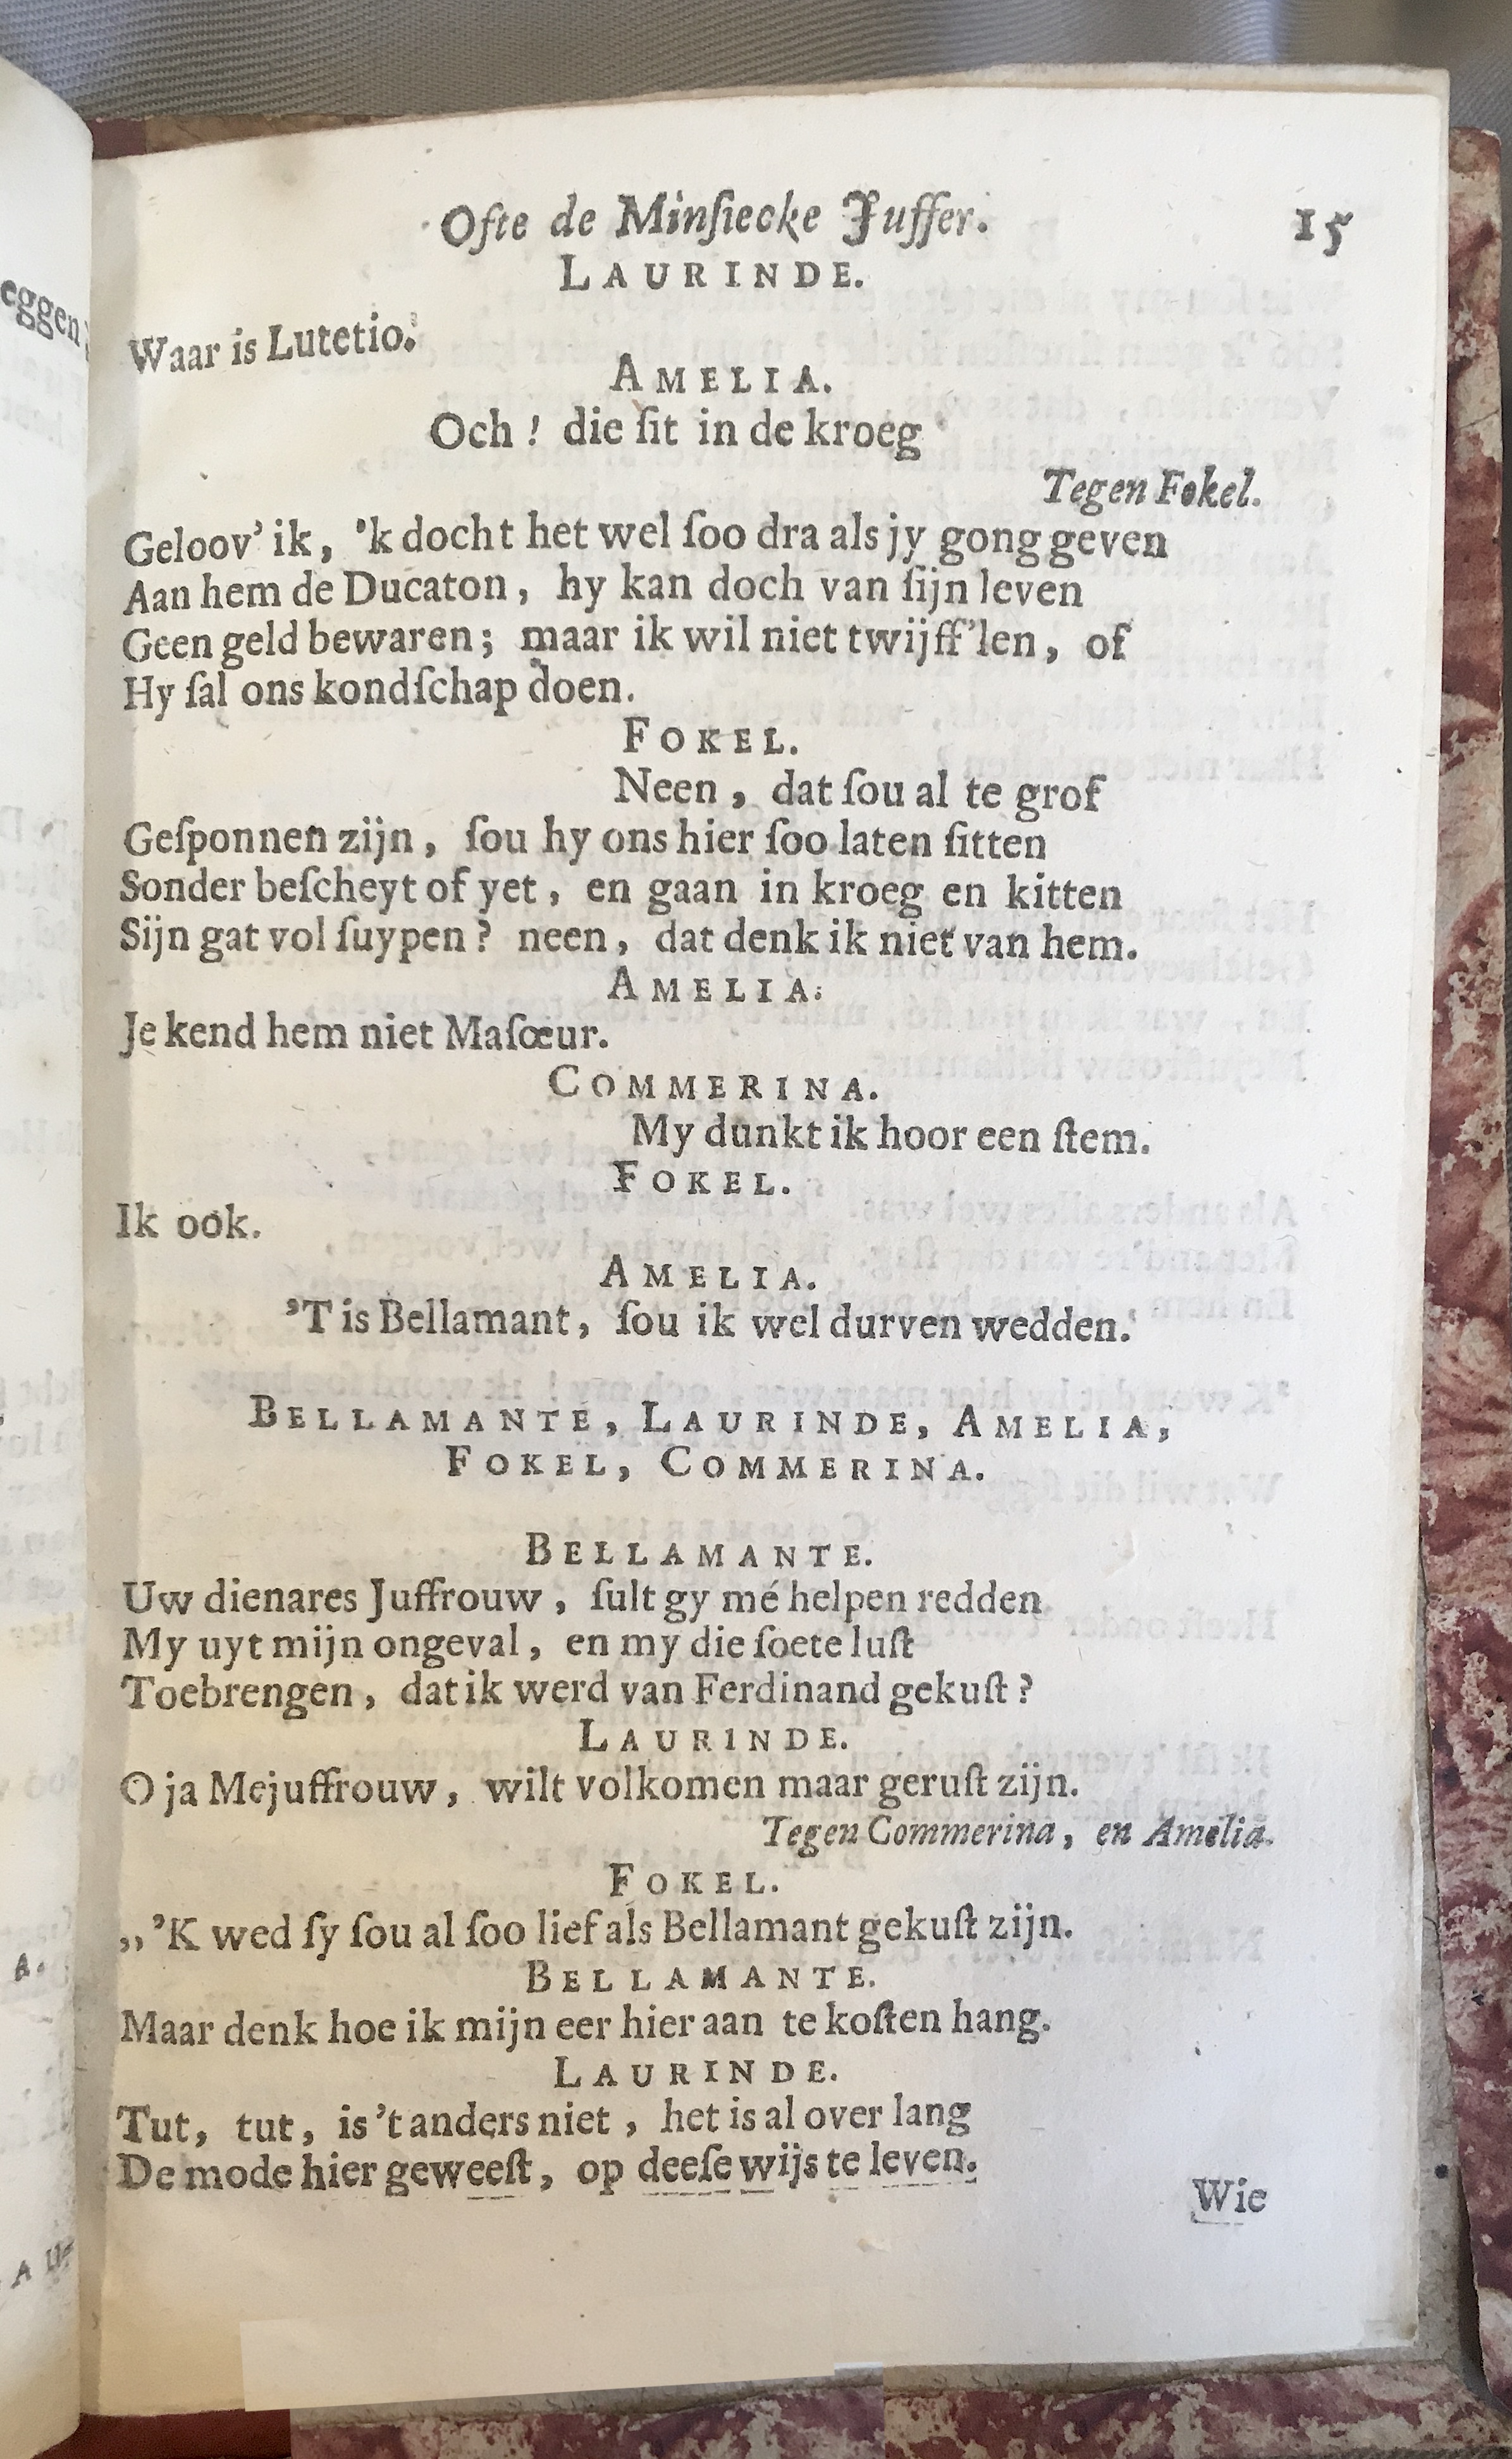 Ofte de Minſiecke Juffer. 15
LAURINDE.
Waar is Lutetio.
AMELIA.
Och ! die ſit in de kroeg
Tegen Fokel.
Geloov' ik, 'k docht het wel ſoo dra als jy gong geven
Aan hem de Ducaton, hy kan doch van ſijn leven
Geen geld bewaren; maar ik wil niet twijff'len, of
Hy ſal ons kondſchap doen.
FOKEL.
Neen, dat ſou al te grof
Geſponnen zijn, ſou hy ons hier ſoo laten ſitten
Sonder beſcheyt of yet, en gaan in kroeg en kitten
Sijn gat vol ſuypen ? neen, dat denk ik niet van hem.
AMELIA.
Je kend hem niet Maſœur.
COMMERINA.
My dunkt ik hoor een ſtem.
FOKEL.
Ik ook.
AMELIA.
'T is Bellamant, ſou ik wel durven wedden.
BELLAMANTE, LAURINDE, AMELIA,
FOKEL, COMMERINA.
BELLAMANTE.
Uw dienares Juffrouw, ſult gy mé helpen redden
My uyt mijn ongeval, en my die ſoete luſt
Toebrengen, dat ik werd van Ferdinand gekuſt ?
LAURINDE.
O ja Mejuffrouw, wilt volkomen maar geruſt zijn.
Tegen Commerina, en Amelia.
FOKEL.
,,'K wed ſy ſou al ſoo lief als Bellamant gekuſt zijn.
BELLAMANTE.
Maar denk hoe ik mijn eer hier aan te koſten hang.
LAURINDE.
Tut, tut, is 't anders niet, het is al over lang
De mode hier geweeſt, op deeſe wijs te leven.
Wie